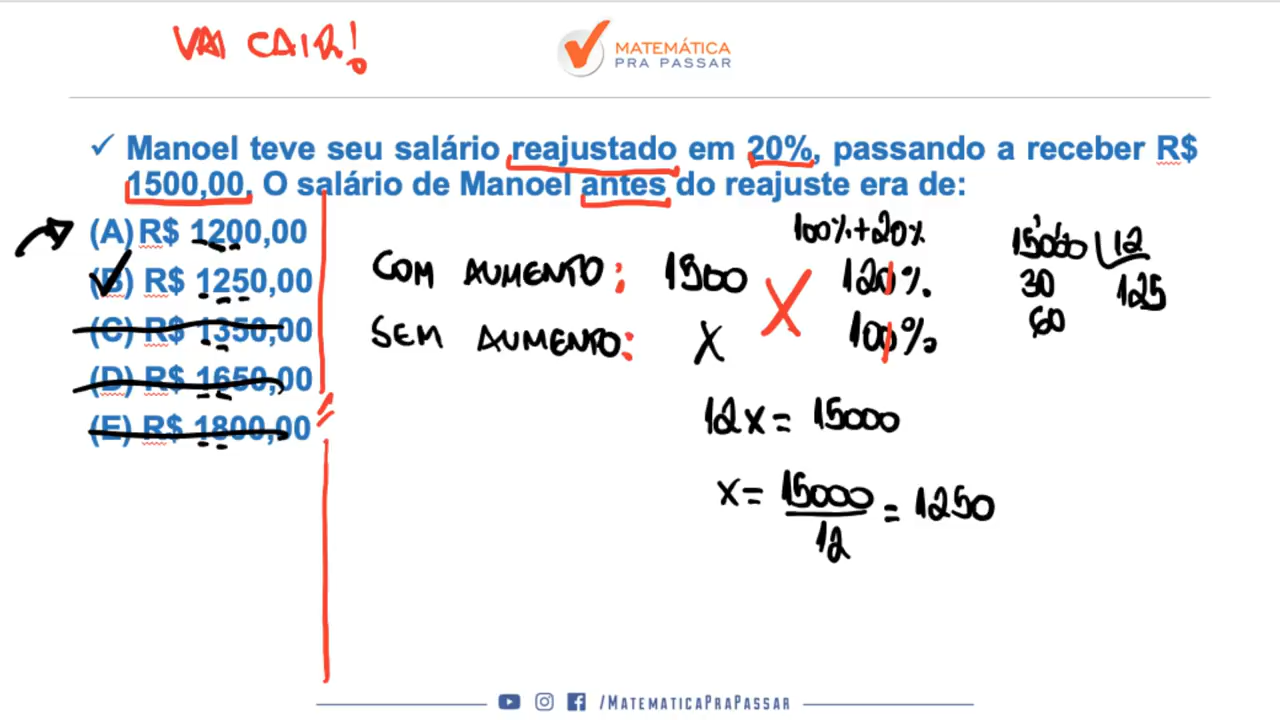 VAI CAIR!
MATEMÁTICA
PRA PASSAR
✓ Manoel teve seu salário reajustado em 20%, passando a receber R$
1500,00. O salário de Manoel antes do reajuste era de:
(A) R$ 1200,00
(B) R$ 1250,00
(C) R$ 1350,00
(D) R$ 1650,00
(E) R$ 1800,00
100%+20%
COM AUMENTO: 1500 120%.
SEM AUMENTO: X 100%
12x = 15000
x = 15000/12 = 1250
15000 12
30 125
60
/MATEMATICAPRAPASSAR